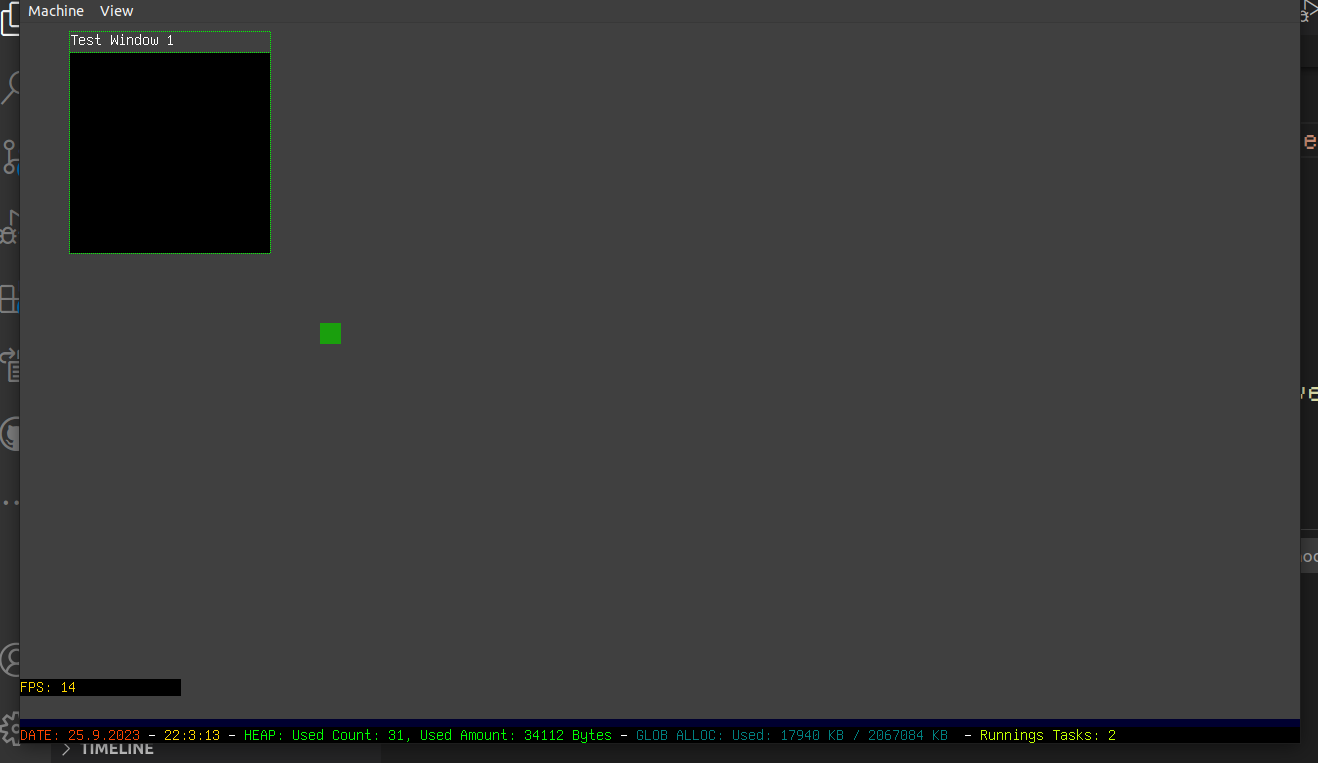 Machine View
Test Window 1
e
ve
FPS: 14
DATE: 25.9.2023 - 22:3:13 - HEAP: Used Count: 31, Used Amount: 34112 Bytes - GLOB ALLOC: Used: 17940 KB / 2067084 KB - Runnings Tasks: 2
TIMELINE